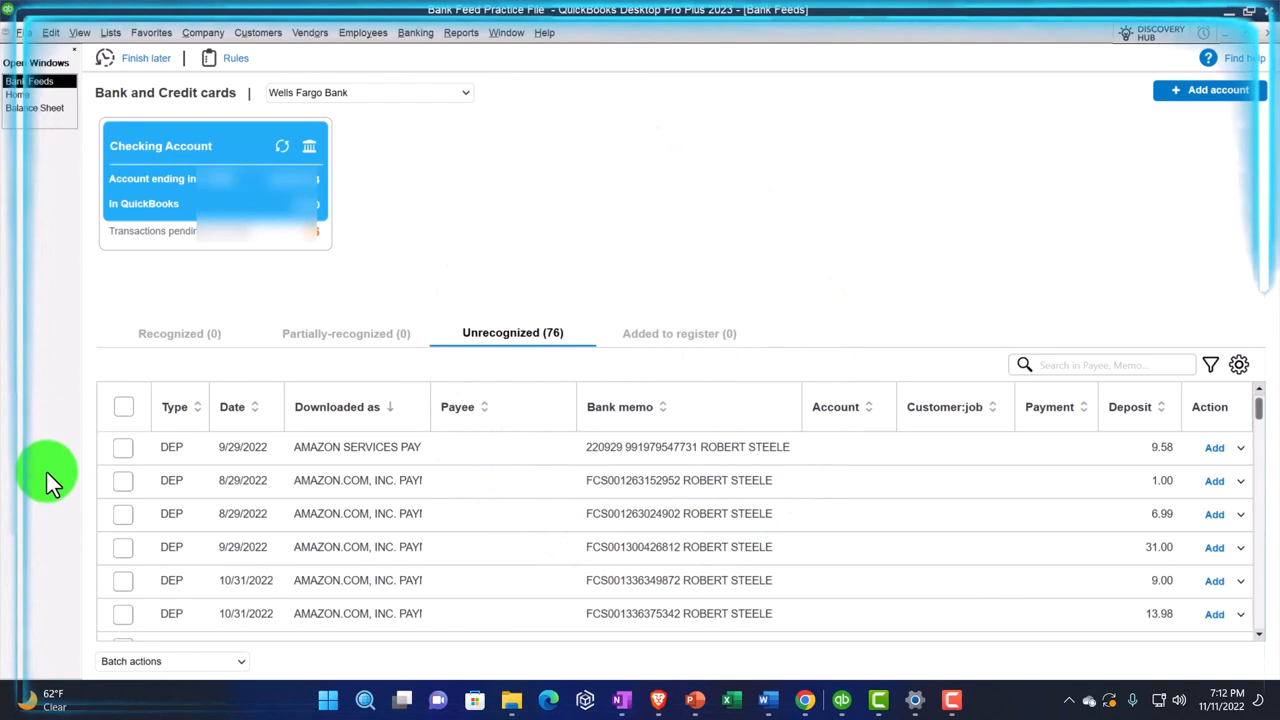 Bank Feed Practice File - QuickBooks Desktop Pro Plus 2023 - [Bank Feeds]
File Edit View Lists Favorites Company Customers Vendors Employees Banking Reports Window Help
DISCOVERY HUB
Open Windows
Bank Feeds
Home
Balance Sheet
Finish later | Rules
? Find help
Bank and Credit cards | Wells Fargo Bank
+ Add account
Checking Account
Account ending in
In QuickBooks
Transactions
Recognized (0) Partially-recognized (0) Unrecognized (76) Added to register (0)
Search in Payee, Memo...
Type Date Downloaded as Payee Bank memo Account Customer:job Payment Deposit Action
DEP 9/29/2022 AMAZON SERVICES PAY 220929 991979547731 ROBERT STEELE 9.58 Add
DEP 8/29/2022 AMAZON.COM, INC. PAYI FCS001263152952 ROBERT STEELE 1.00 Add
DEP 8/29/2022 AMAZON.COM, INC. PAYI FCS001263024902 ROBERT STEELE 6.99 Add
DEP 9/29/2022 AMAZON.COM, INC. PAYI FCS001300426812 ROBERT STEELE 31.00 Add
DEP 10/31/2022 AMAZON.COM, INC. PAYI FCS001336349872 ROBERT STEELE 9.00 Add
DEP 10/31/2022 AMAZON.COM, INC. PAYI FCS001336375342 ROBERT STEELE 13.98 Add
Batch actions
62°F
Clear
7:12 PM
11/11/2022